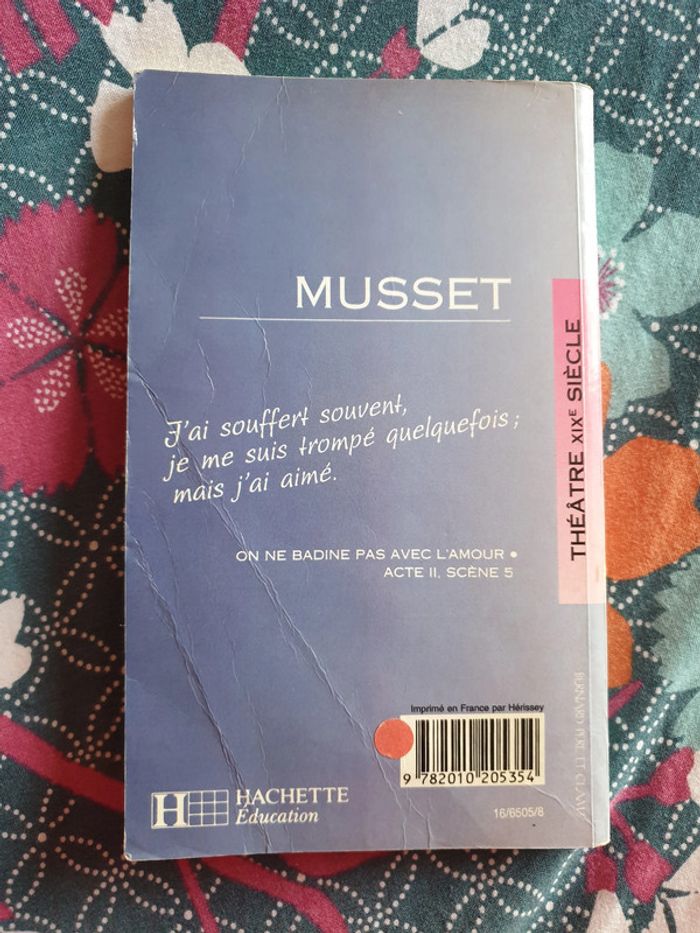 MUSSET
J'ai souffert souvent,
je me suis trompé quelquefois ;
mais j'ai aimé.
ON NE BADINE PAS AVEC L'AMOUR •
ACTE II, SCÈNE 5
THÉÂTRE XIXE SIÈCLE
Imprimé en France par Hérissey
9 782010 205354
16/6505/8
H HACHETTE
Éducation